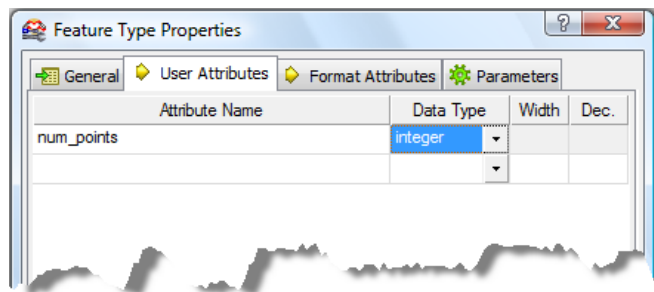 Feature Type Properties
General User Attributes Format Attributes Parameters
Attribute Name Data Type Width Dec.
num_points integer